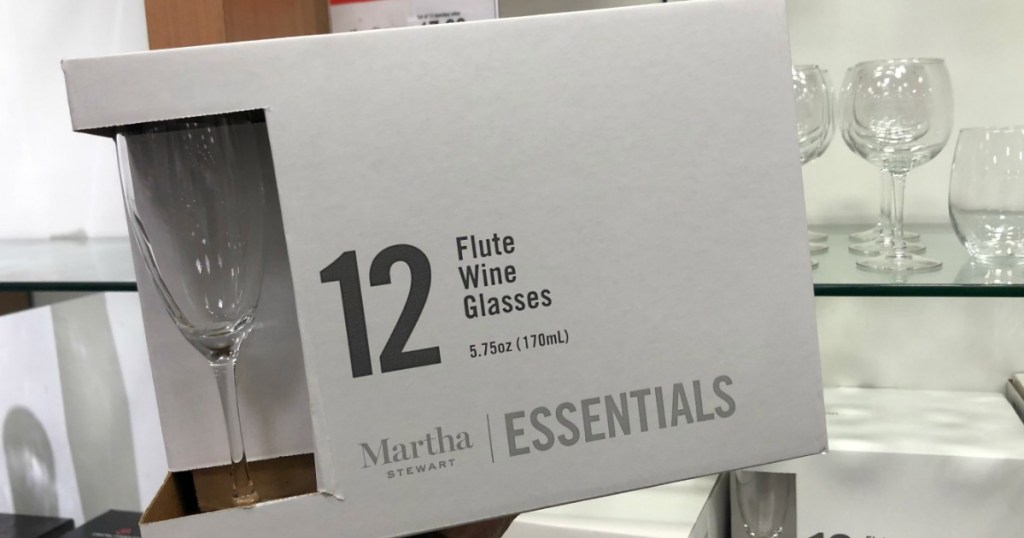 12
Flute
Wine
Glasses
5.75oz (170mL)
Martha
STEWART
ESSENTIALS